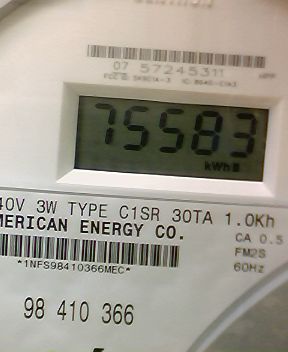 07 57245311
75583
kWh
40V 3W TYPE C1SR 30TA 1.0Kh
MERICAN ENERGY CO.
CA 0.5
*1NFS98410366MEC*
FM2S
60Hz
98 410 366